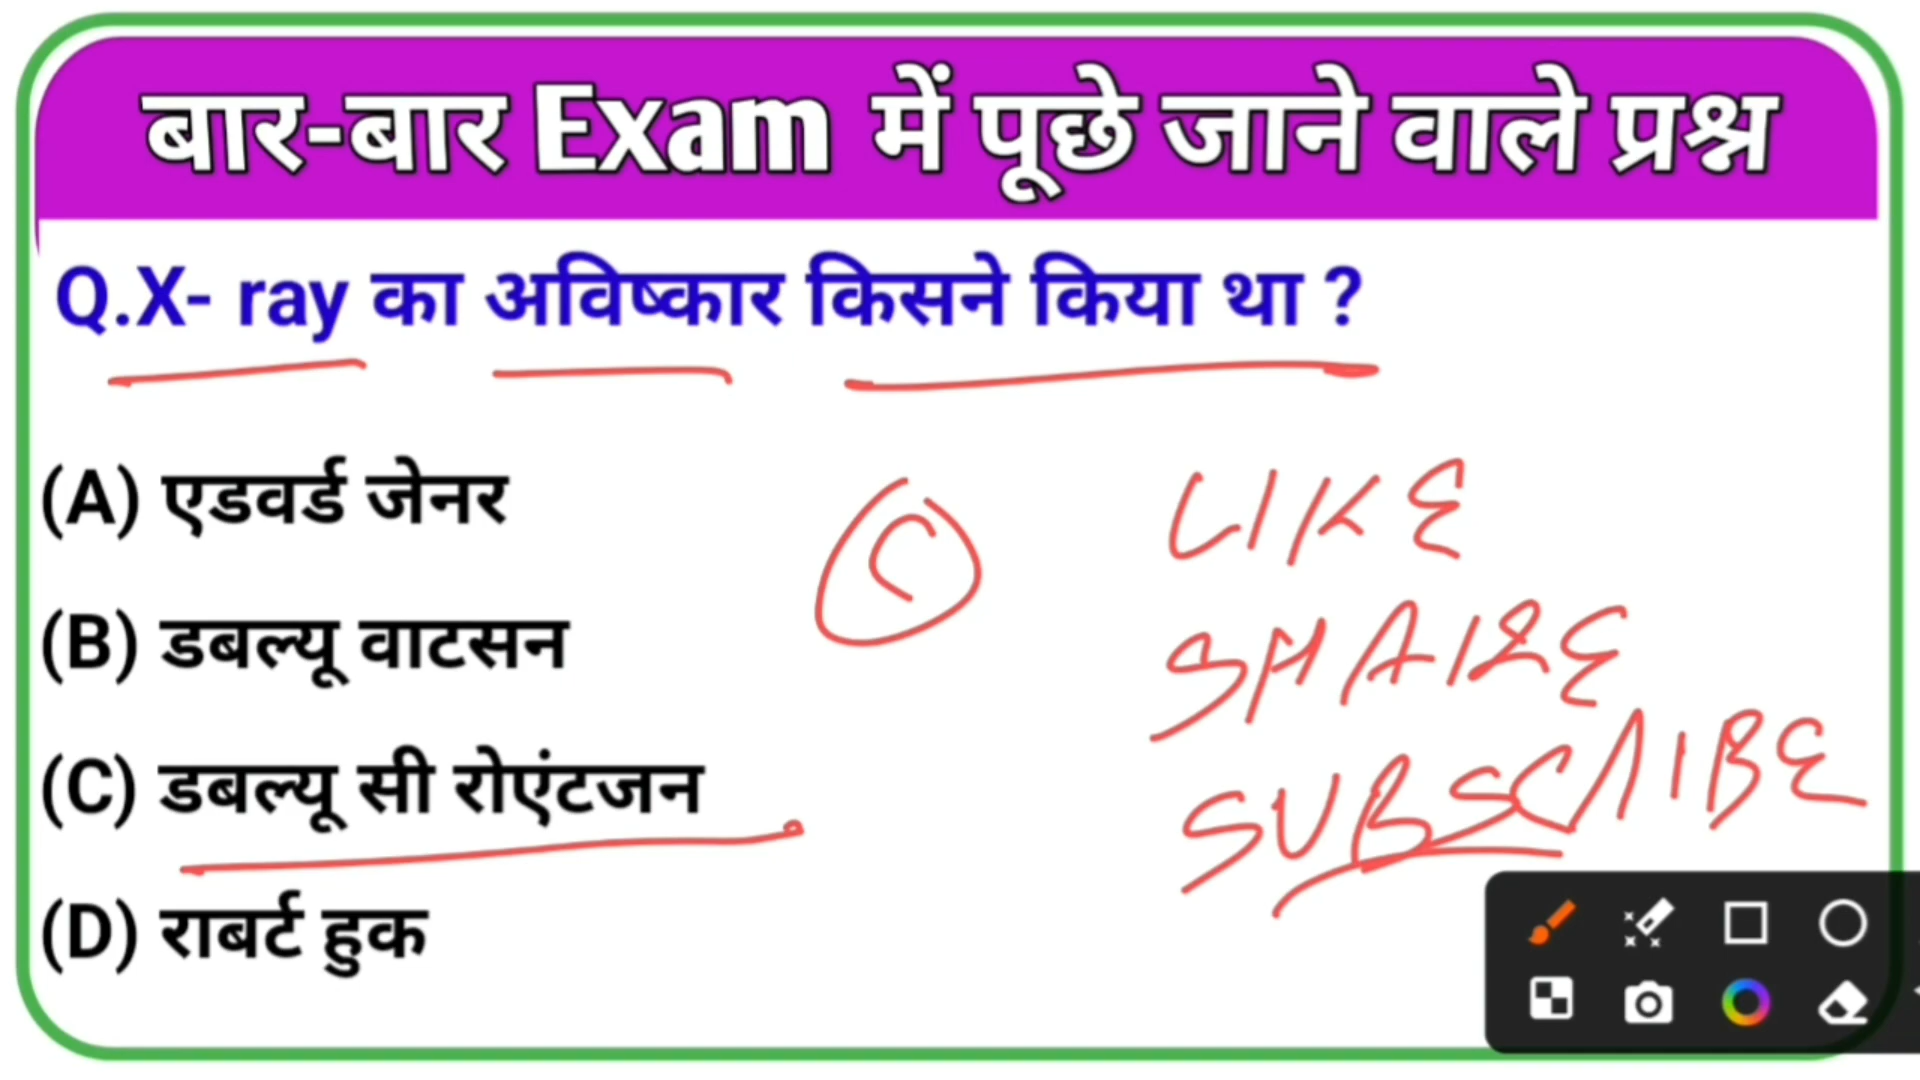 बार-बार Exam में पूछे जाने वाले प्रश्न
Q.X- ray का अविष्कार किसने किया था ?
(A) एडवर्ड जेनर
(B) डबल्यू वाटसन
(C) डबल्यू सी रोएंटजन
(D) राबर्ट हुक
C
LIKE
SHARE
SUBSCRIBE